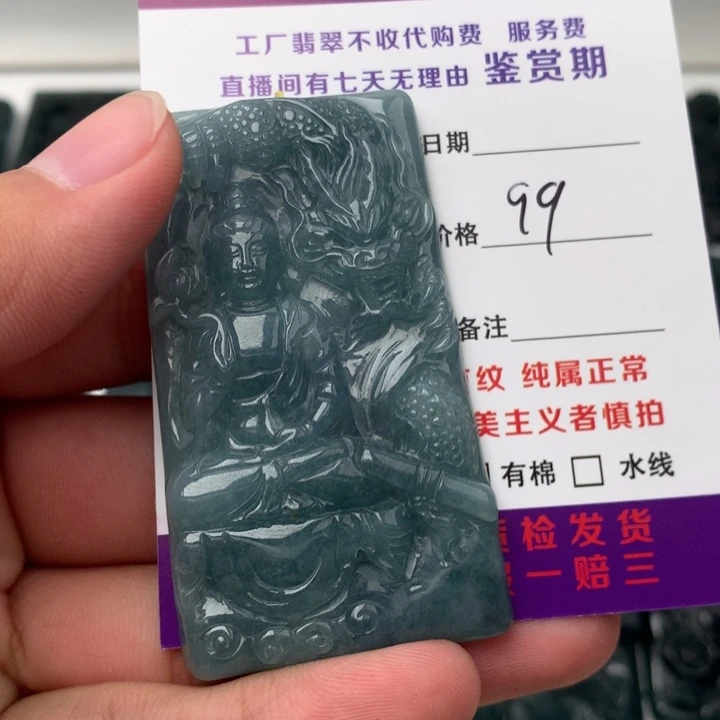 工厂翡翠不收代购费 服务费
直播间有七天无理由 鉴赏期
日期
价格 99
备注
纹 纯属正常
美主义者慎拍
有棉 □ 水线
质检发货
一赔三